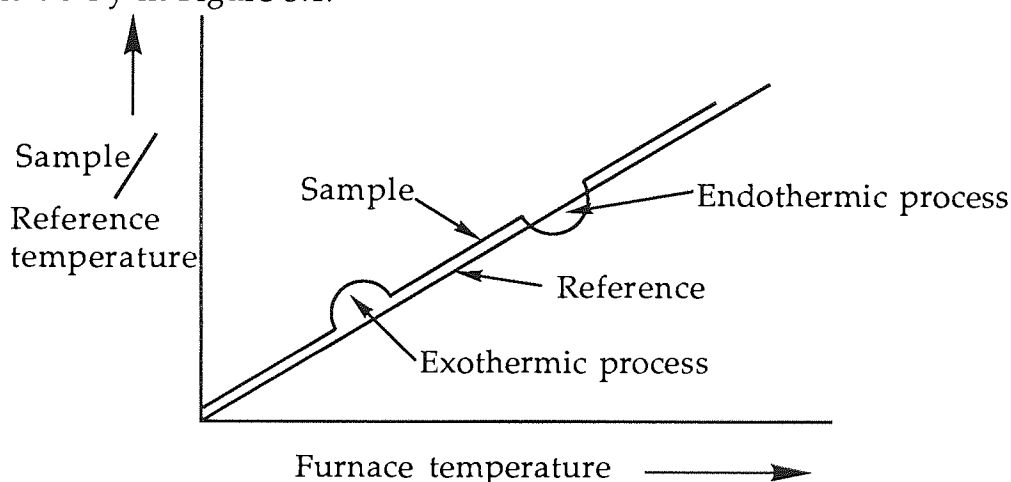 Sample/
Reference
temperature
Sample
Endothermic process
Reference
Exothermic process
Furnace temperature